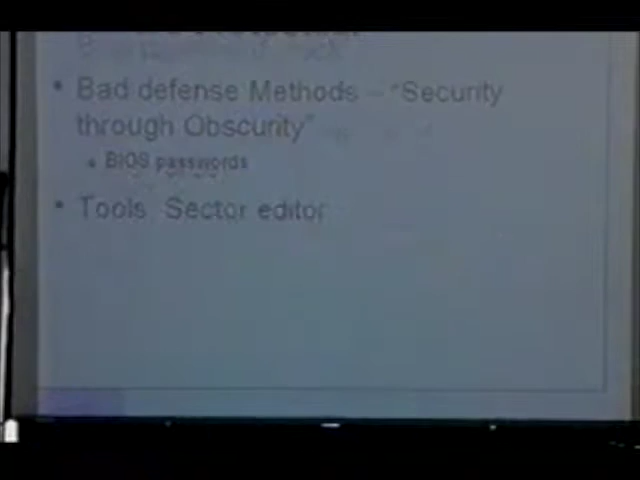 • Bad defense Methods – "Security
through Obscurity"
• BIOS passwords
• Tools Sector editor